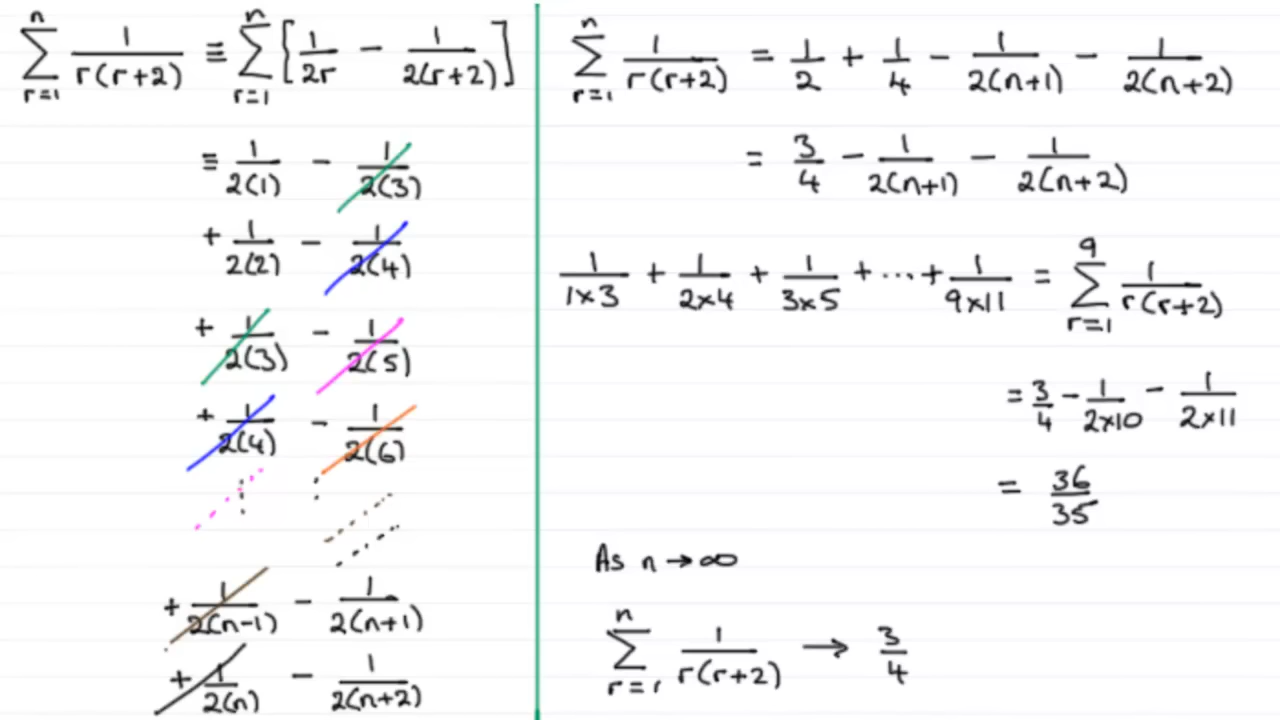 n∑r=1 1/r(r+2) ≡ n∑r=1 [1/2r − 1/2(r+2)]
≡ 1/2(1) − 1/2(3)
+ 1/2(2) − 1/2(4)
+ 1/2(3) − 1/2(5)
+ 1/2(4) − 1/2(6)
⋮ ⋮
+ 1/2(n−1) − 1/2(n+1)
+ 1/2(n) − 1/2(n+2)
n∑r=1 1/r(r+2) = 1/2 + 1/4 − 1/2(n+1) − 1/2(n+2)
= 3/4 − 1/2(n+1) − 1/2(n+2)
1/1×3 + 1/2×4 + 1/3×5 + ... + 1/9×11 = 9∑r=1 1/r(r+2)
= 3/4 − 1/2×10 − 1/2×11
= 36/35
As n → ∞
n∑r=1 1/r(r+2) → 3/4